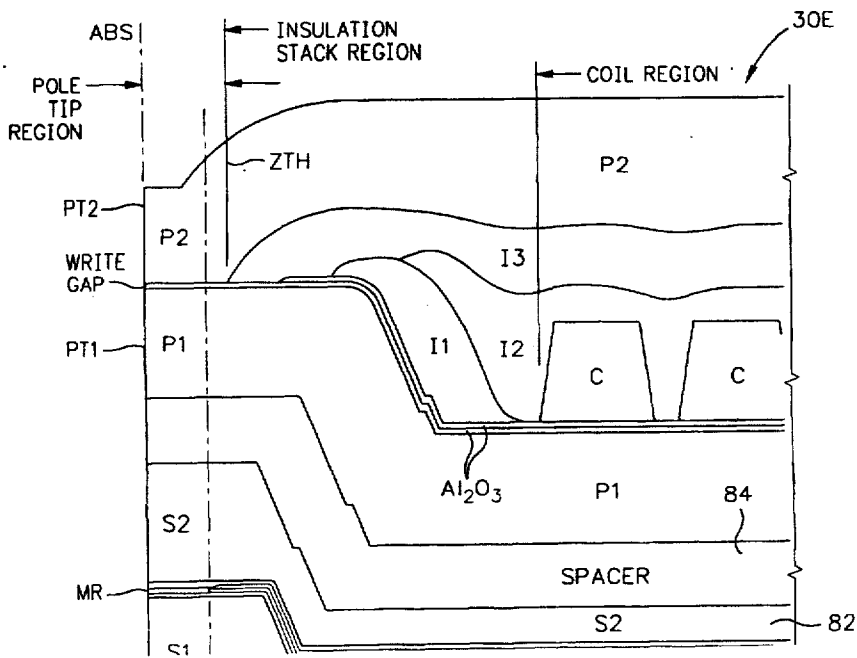 ABS
INSULATION
STACK REGION
30E
POLE
TIP
REGION
COIL REGION
ZTH
P2
PT2
P2
WRITE
GAP
I3
PT1
P1
I1
I2
C
C
Al2O3
P1
84
S2
SPACER
MR
S2
82
S1